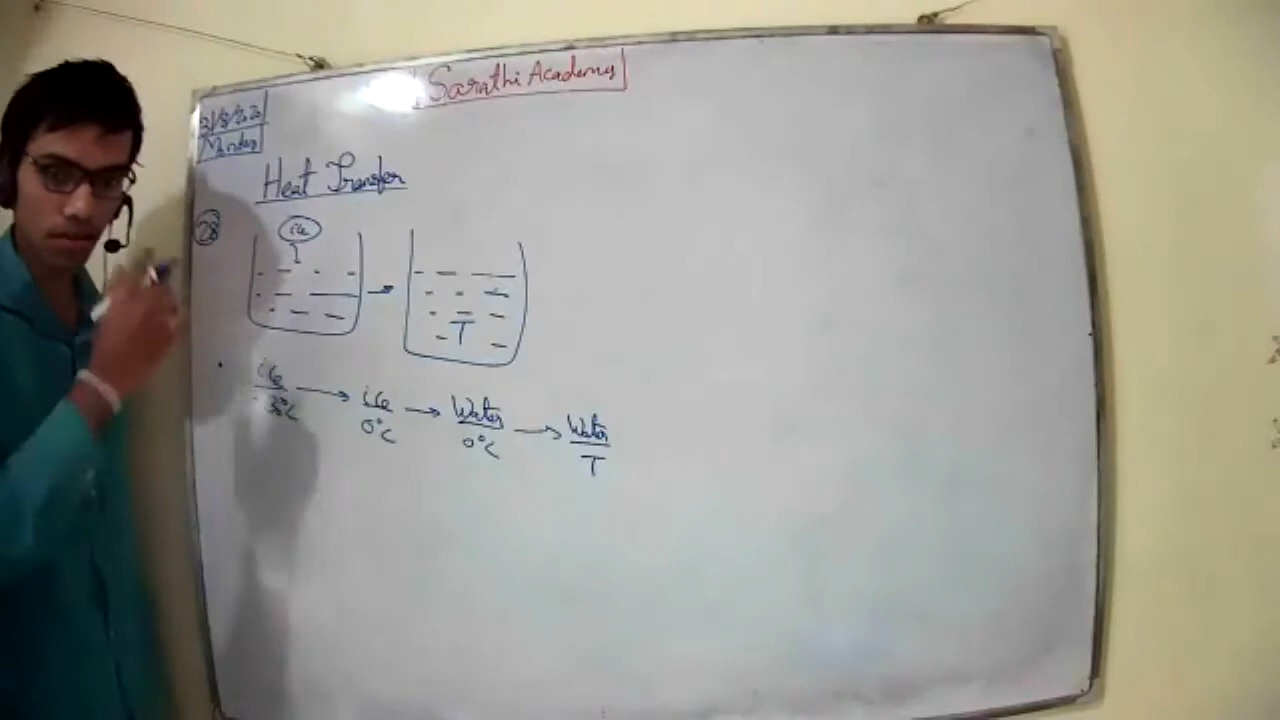 Sarathi Academy
Monday
Heat Transfer
28
ice
T
ice → ice → Water → Water
0°C 0°C T